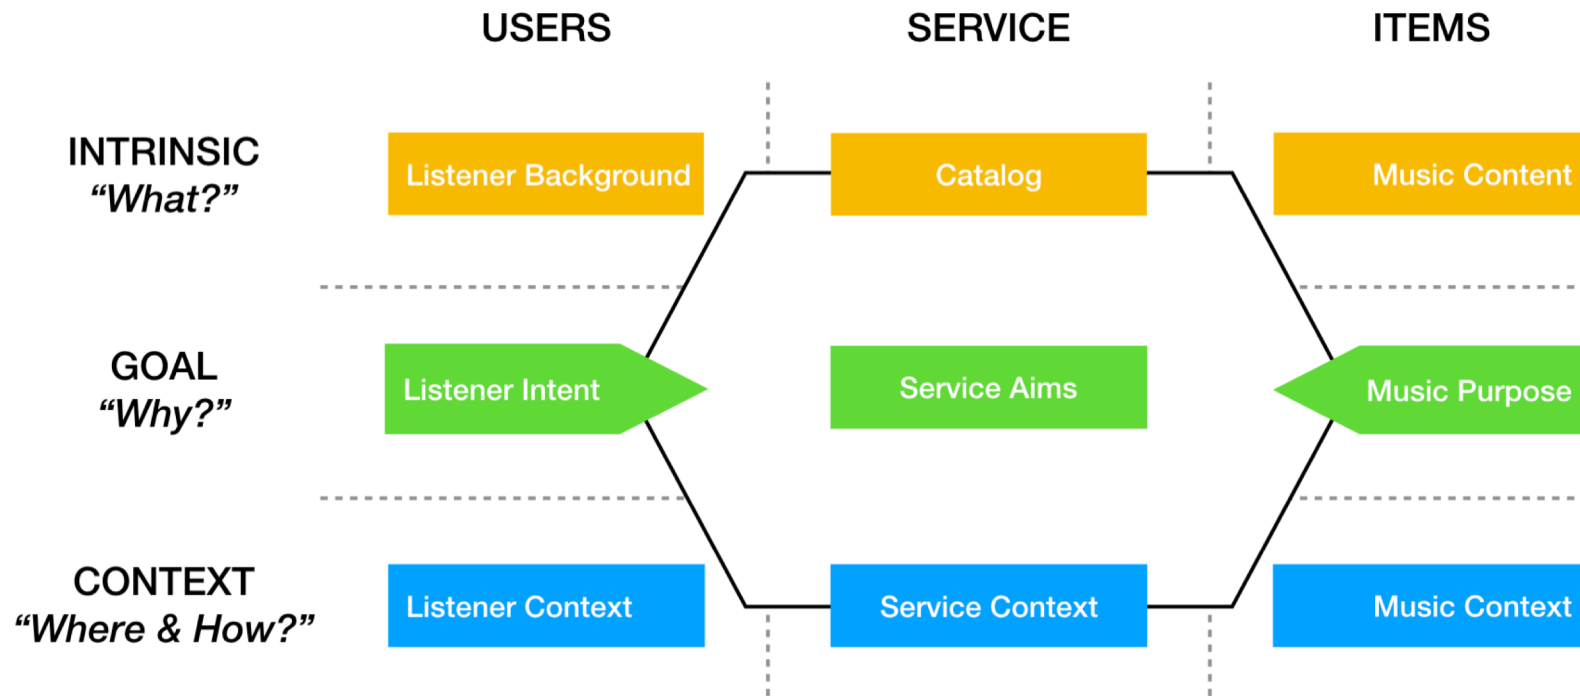 USERS SERVICE ITEMS
INTRINSIC
“What?”
Listener Background Catalog Music Content
GOAL
“Why?”
Listener Intent Service Aims Music Purpose
CONTEXT
“Where & How?”
Listener Context Service Context Music Context